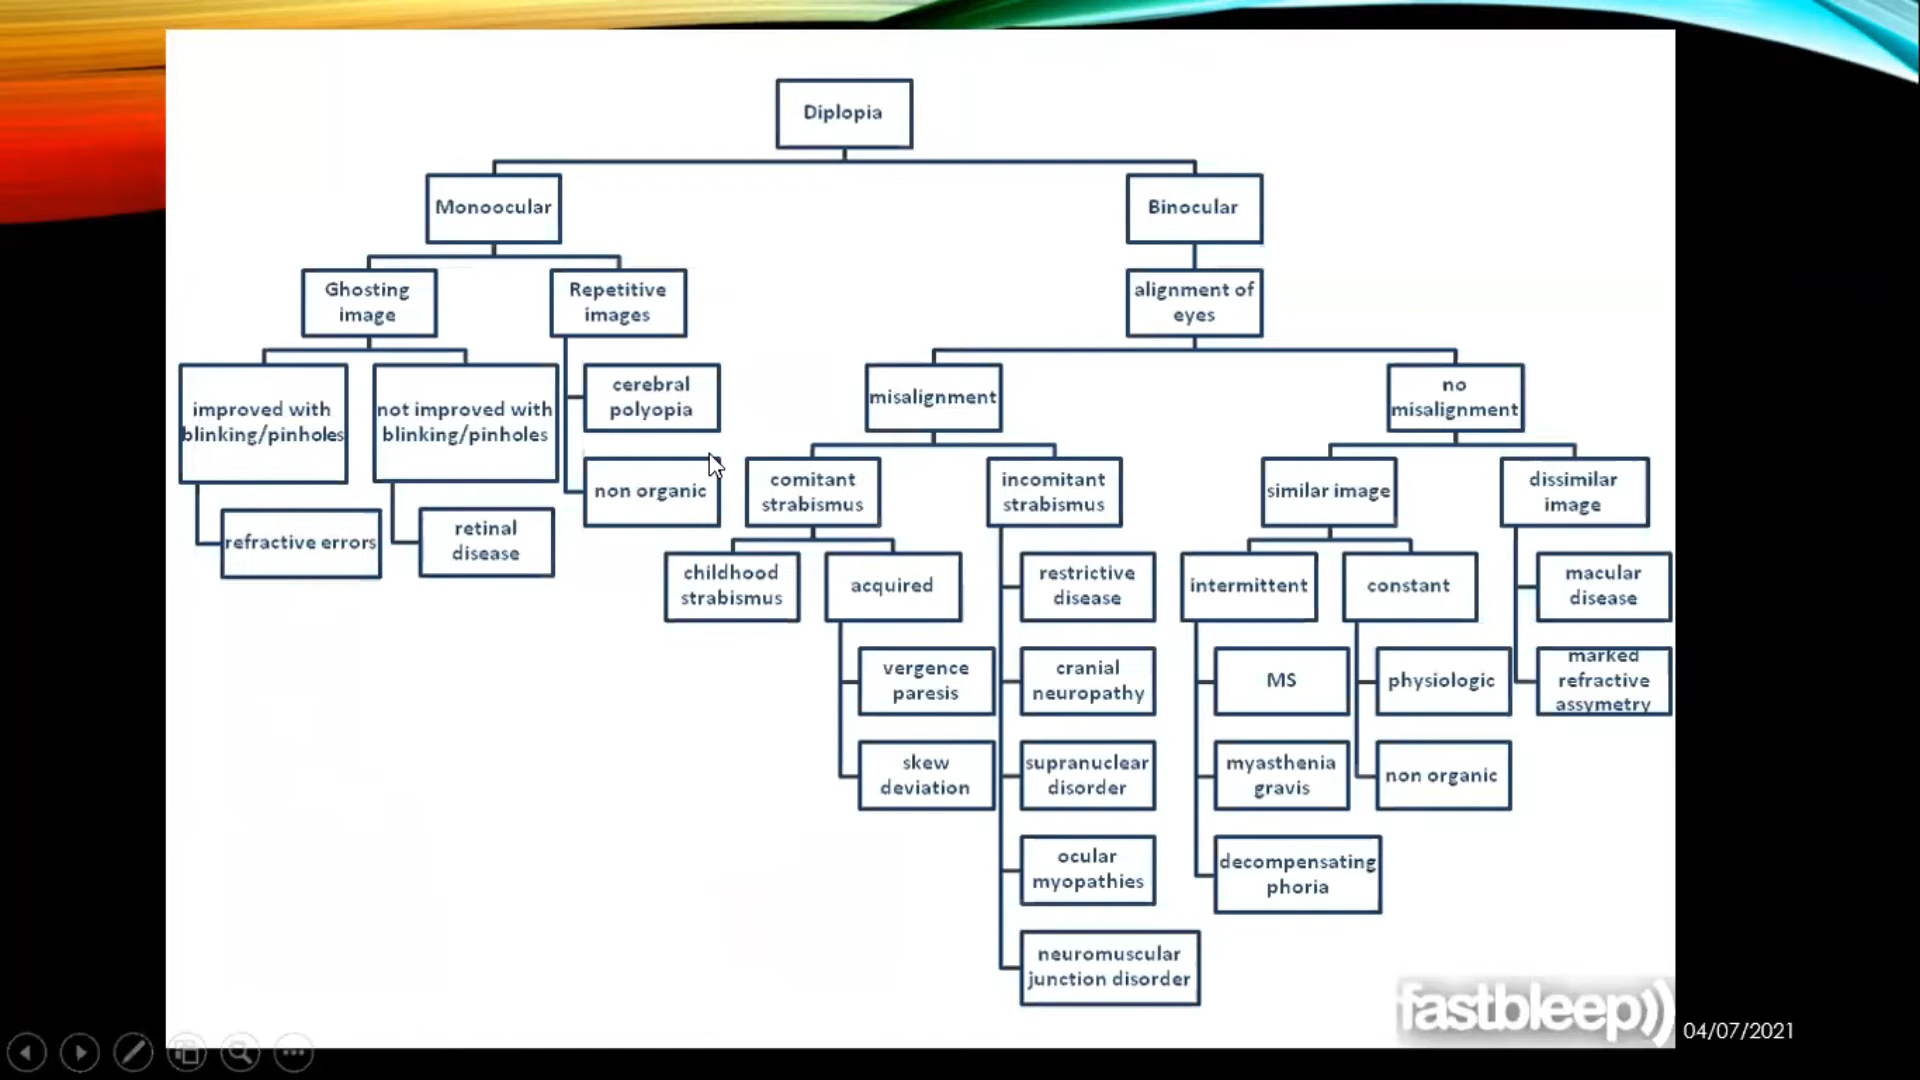 Diplopia
Monoocular
Binocular
Ghosting
image
Repetitive
images
alignment of
eyes
improved with
blinking/pinholes
not improved with
blinking/pinholes
cerebral
polyopia
misalignment
no
misalignment
non organic
comitant
strabismus
incomitant
strabismus
similar image
dissimilar
image
refractive errors
retinal
disease
childhood
strabismus
acquired
restrictive
disease
intermittent
constant
macular
disease
vergence
paresis
cranial
neuropathy
MS
physiologic
marked
refractive
assymetry
skew
deviation
supranuclear
disorder
myasthenia
gravis
non organic
ocular
myopathies
decompensating
phoria
neuromuscular
junction disorder
fastbleep
04/07/2021